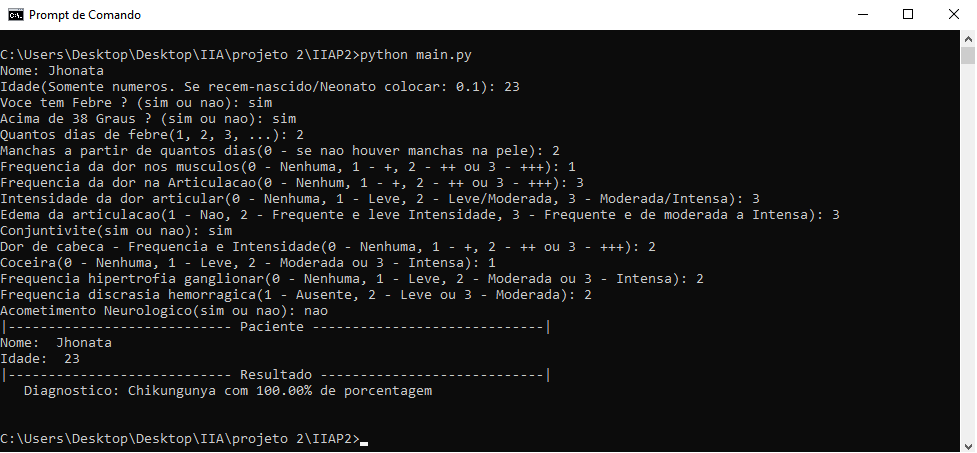 Prompt de Comando
C:\Users\Desktop\Desktop\IIA\projeto 2\IIAP2>python main.py
Nome: Jhonata
Idade(Somente numeros. Se recem-nascido/Neonato colocar: 0.1): 23
Voce tem Febre ? (sim ou nao): sim
Acima de 38 Graus ? (sim ou nao): sim
Quantos dias de febre(1, 2, 3, ...): 2
Manchas a partir de quantos dias(0 - se nao houver manchas na pele): 2
Frequencia da dor nos musculos(0 - Nenhuma, 1 - +, 2 - ++ ou 3 - +++): 1
Frequencia da dor na Articulacao(0 - Nenhum, 1 - +, 2 - ++ ou 3 - +++): 3
Intensidade da dor articular(0 - Nenhuma, 1 - Leve, 2 - Leve/Moderada, 3 - Moderada/Intensa): 3
Edema da articulacao(1 - Nao, 2 - Frequente e leve Intensidade, 3 - Frequente e de moderada a Intensa): 3
Conjuntivite(sim ou nao): sim
Dor de cabeca - Frequencia e Intensidade(0 - Nenhuma, 1 - +, 2 - ++ ou 3 - +++): 2
Coceira(0 - Nenhuma, 1 - Leve, 2 - Moderada ou 3 - Intensa): 1
Frequencia hipertrofia ganglionar(0 - Nenhuma, 1 - Leve, 2 - Moderada ou 3 - Intensa): 2
Frequencia discrasia hemorragica(1 - Ausente, 2 - Leve ou 3 - Moderada): 2
Acometimento Neurologico(sim ou nao): nao
|---------------------------- Paciente -----------------------------|
Nome:  Jhonata
Idade:  23
|---------------------------- Resultado ----------------------------|
   Diagnostico: Chikungunya com 100.00% de porcentagem
C:\Users\Desktop\Desktop\IIA\projeto 2\IIAP2>